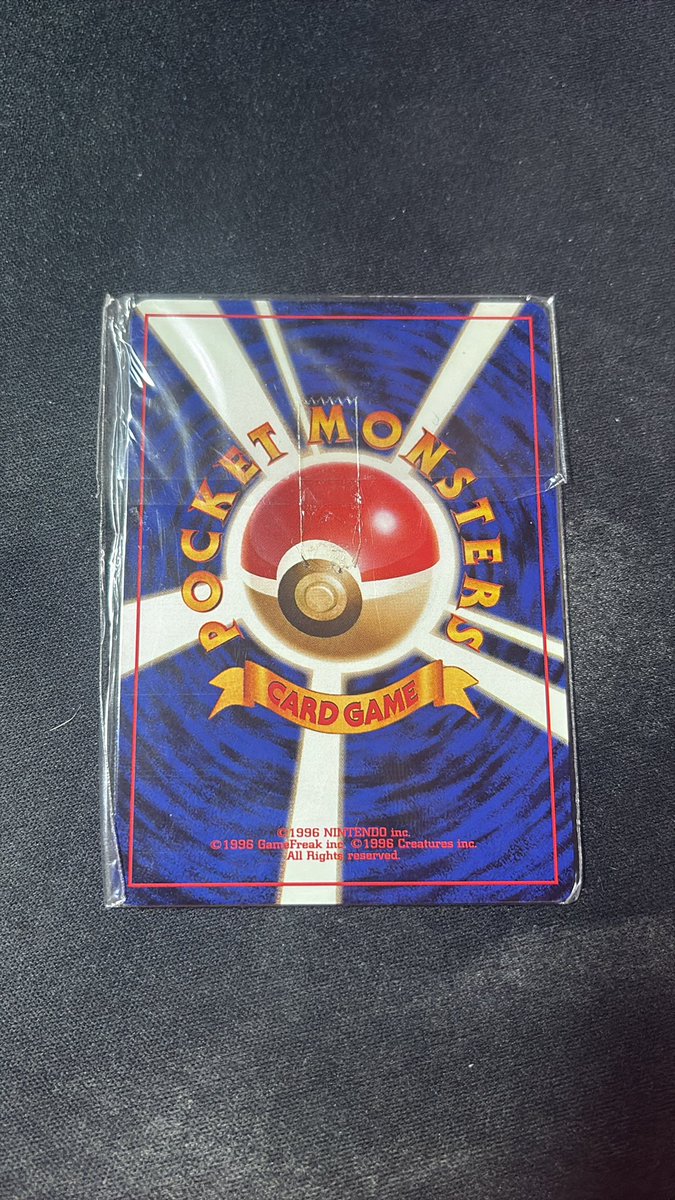 POCKET MONSTERS
CARD GAME
©1996 NINTENDO inc.
©1996 GameFreak inc. ©1996 Creatures inc.
All Rights reserved.